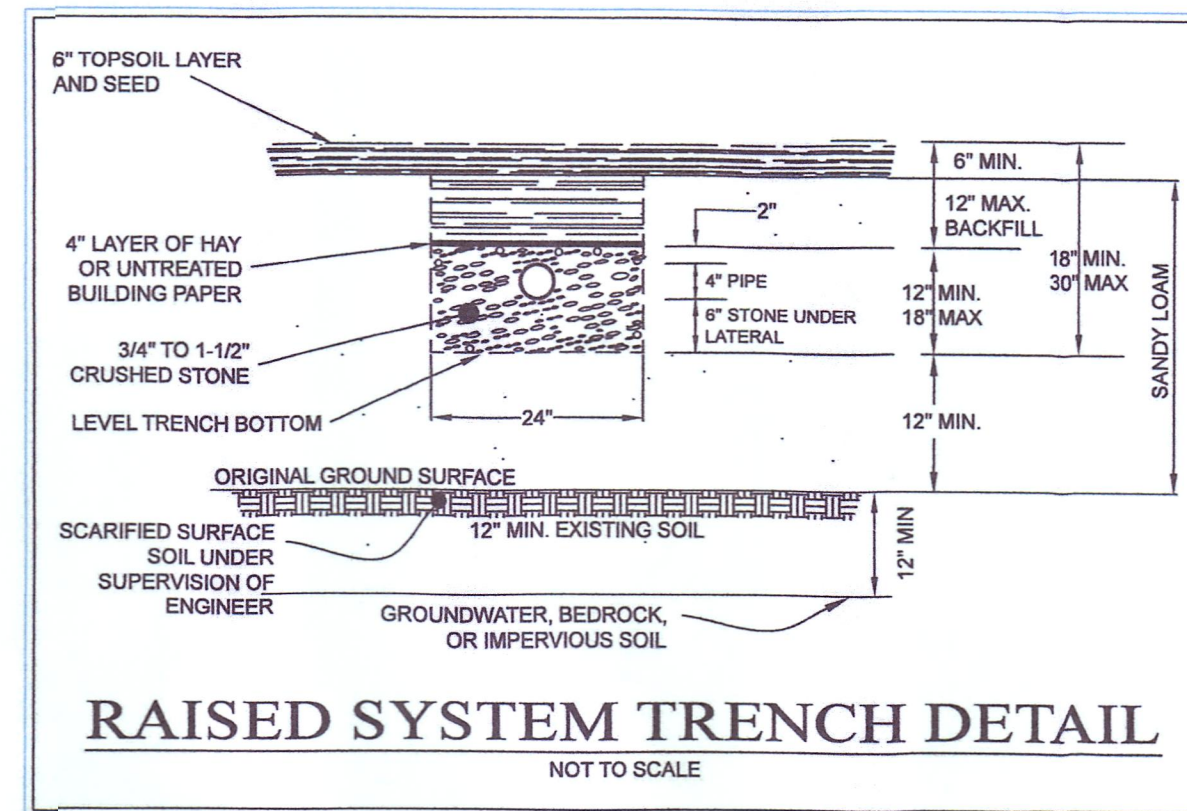 6" TOPSOIL LAYER
AND SEED
6" MIN.
12" MAX.
BACKFILL
2"
4" LAYER OF HAY
OR UNTREATED
BUILDING PAPER
18" MIN.
30" MAX
4" PIPE
12" MIN.
18" MAX
6" STONE UNDER
LATERAL
SANDY LOAM
3/4" TO 1-1/2"
CRUSHED STONE
LEVEL TRENCH BOTTOM
24"
12" MIN.
ORIGINAL GROUND SURFACE
SCARIFIED SURFACE
SOIL UNDER
SUPERVISION OF
ENGINEER
12" MIN. EXISTING SOIL
12" MIN
GROUNDWATER, BEDROCK,
OR IMPERVIOUS SOIL
RAISED SYSTEM TRENCH DETAIL
NOT TO SCALE